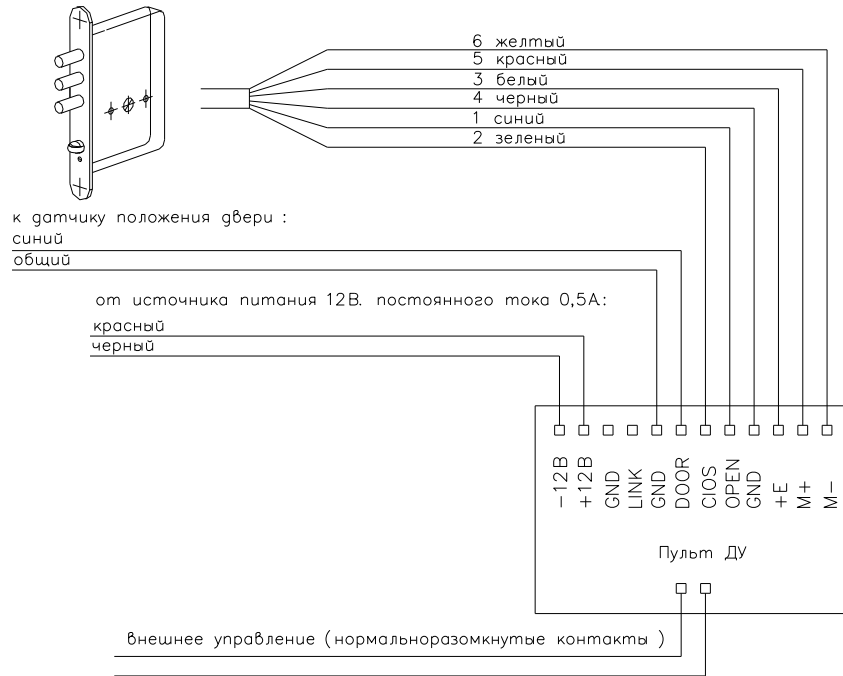 6 желтый
5 красный
3 белый
4 черный
1 синий
2 зеленый
к датчику положения двери :
синий
общий
от источника питания 12В. постоянного тока 0,5А:
красный
черный
-12В
+12В
GND
LINK
GND
DOOR
ClOS
OPEN
GND
+E
M+
M-
Пульт ДУ
внешнее управление (нормальноразомкнутые контакты )